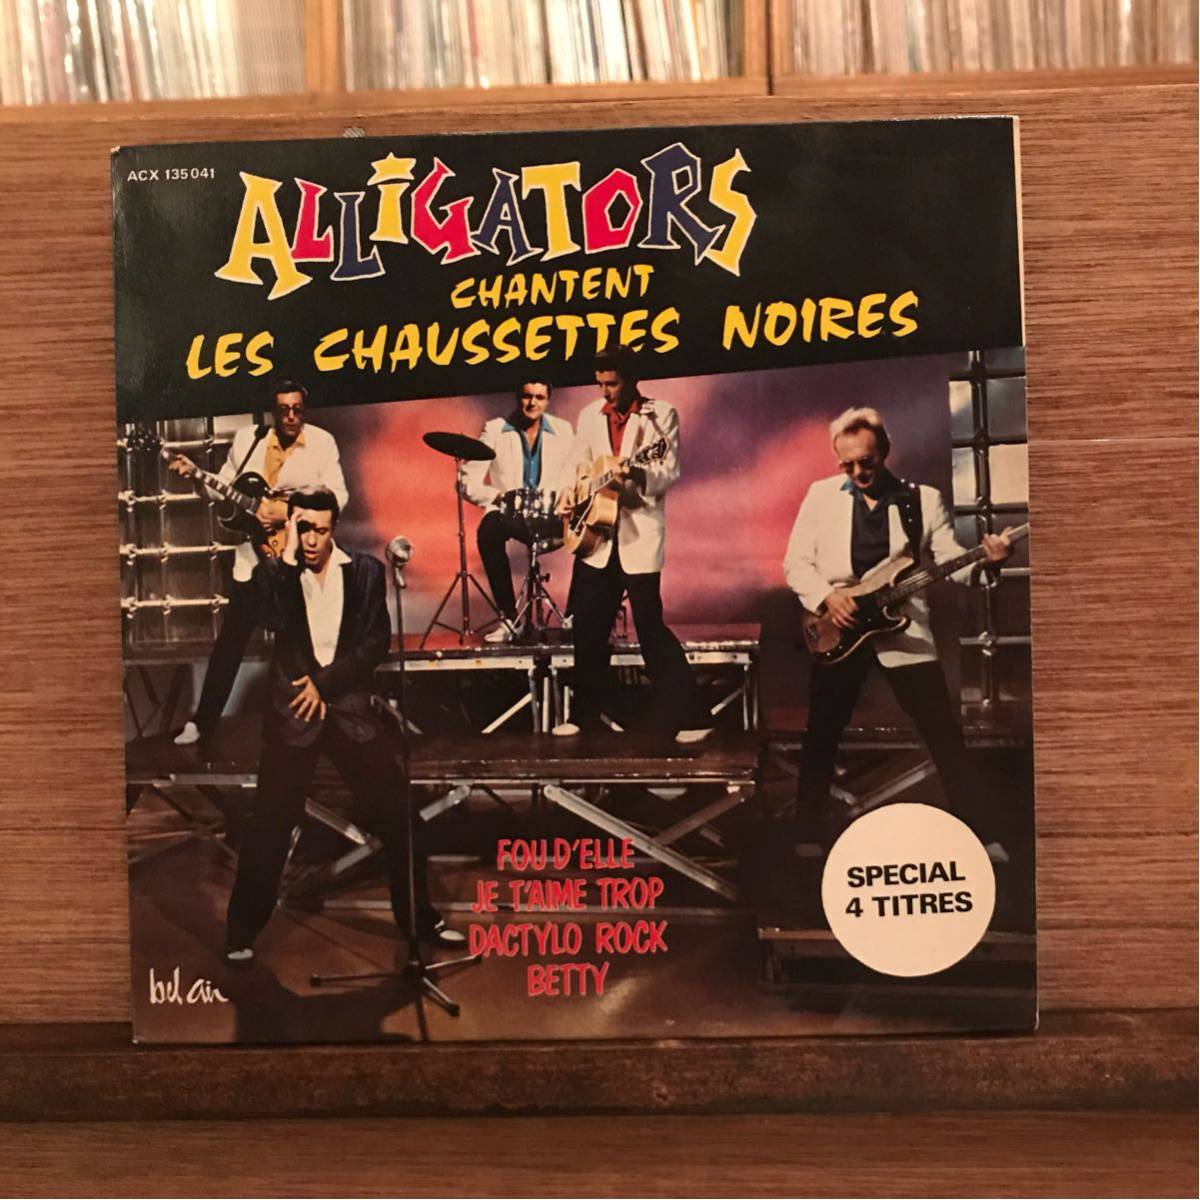 ACX 135041
ALLIGATORS
CHANTENT
LES CHAUSSETTES NOIRES
FOU D'ELLE
JE T'AIME TROP
DACTYLO ROCK
BETTY
SPECIAL
4 TITRES
bel air